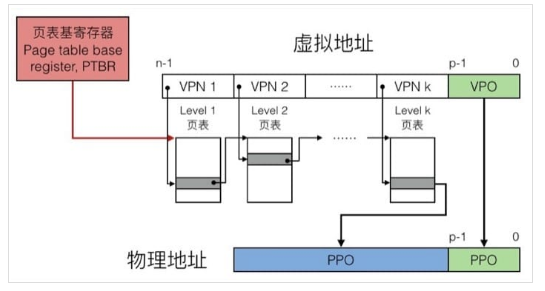 页表基寄存器
Page table base
register, PTBR
虚拟地址
n-1
p-1
0
VPN 1
VPN 2
......
VPN k
VPO
Level 1
页表
Level 2
页表
......
Level k
页表
物理地址
p-1
0
PPO
PPO